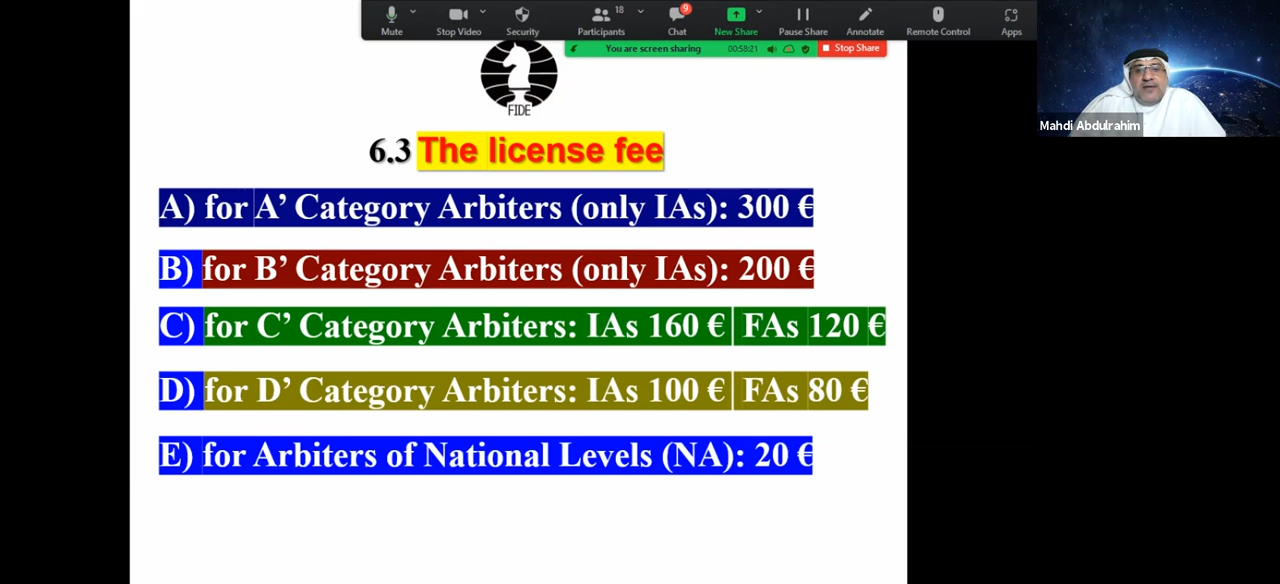 18
9
Mute
Stop Video
Security
Participants
Chat
New Share
Pause Share
Annotate
Remote Control
Apps
You are screen sharing
00:58:21
Stop Share
Mahdi Abdulrahim
FIDE
6.3 The license fee
A) for A’ Category Arbiters (only IAs): 300 €
B) for B’ Category Arbiters (only IAs): 200 €
C) for C’ Category Arbiters: IAs 160 €| FAs 120 €
D) for D’ Category Arbiters: IAs 100 €| FAs 80 €
E) for Arbiters of National Levels (NA): 20 €